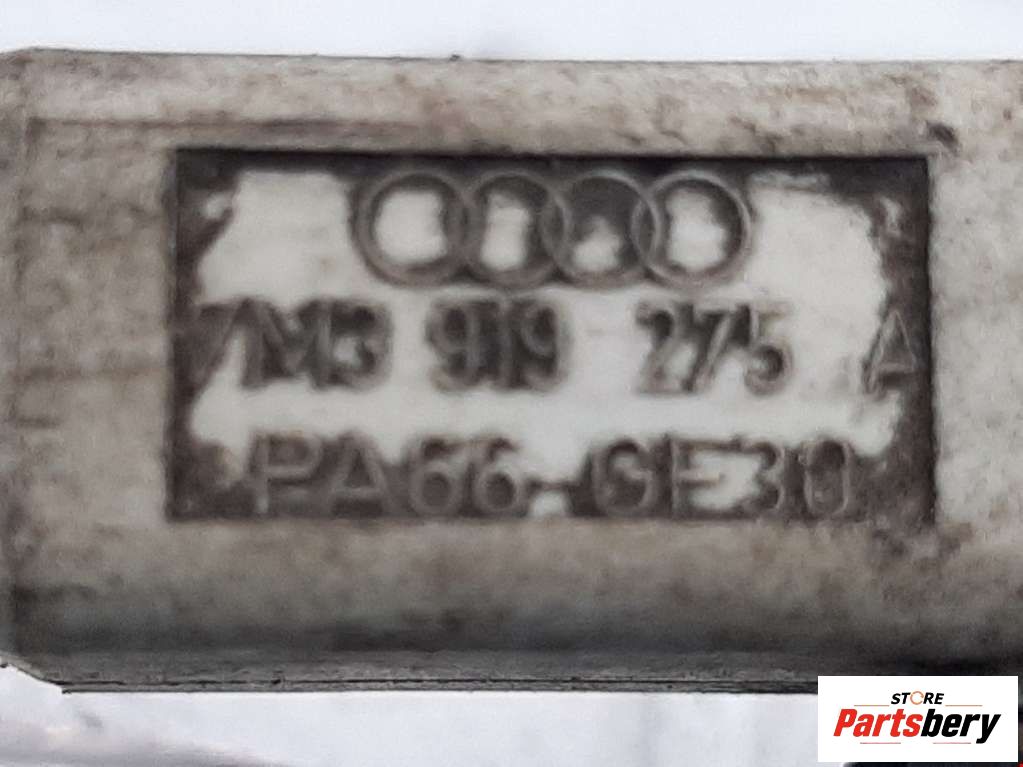 7M3 919 275 A
PA66-GF30
STORE
Partsbery